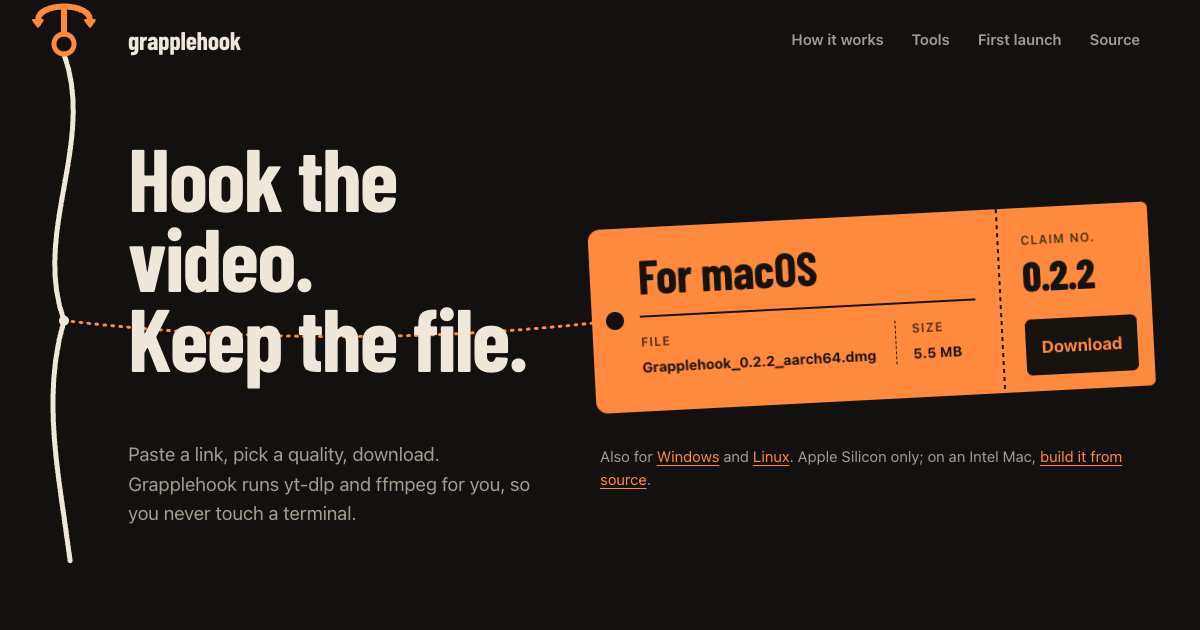 grapplehook
How it works
Tools
First launch
Source
Hook the
video.
Keep the file.
For macOS
FILE
Grapplehook_0.2.2_aarch64.dmg
SIZE
5.5 MB
CLAIM NO.
0.2.2
Download
Paste a link, pick a quality, download.
Grapplehook runs yt-dlp and ffmpeg for you, so
you never touch a terminal.
Also for Windows and Linux. Apple Silicon only; on an Intel Mac, build it from
source.